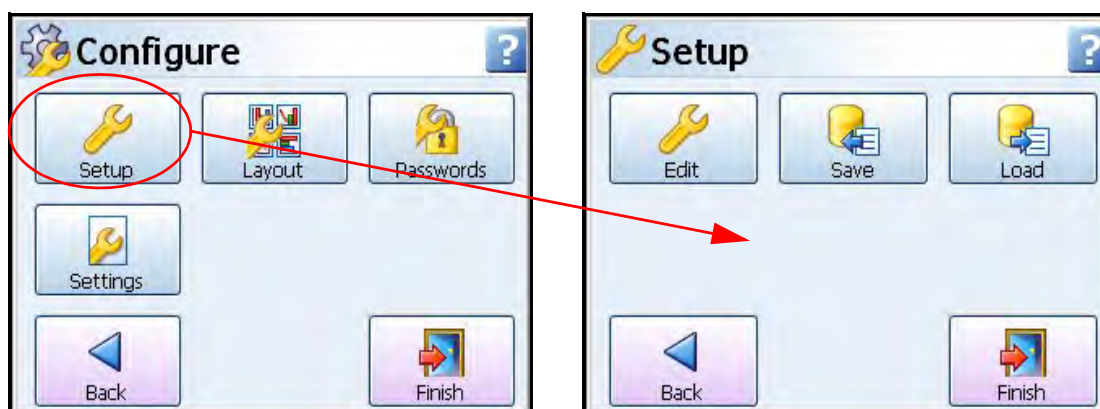 Configure
?
Setup
Layout
Passwords
Settings
Back
Finish
Setup
?
Edit
Save
Load
Back
Finish